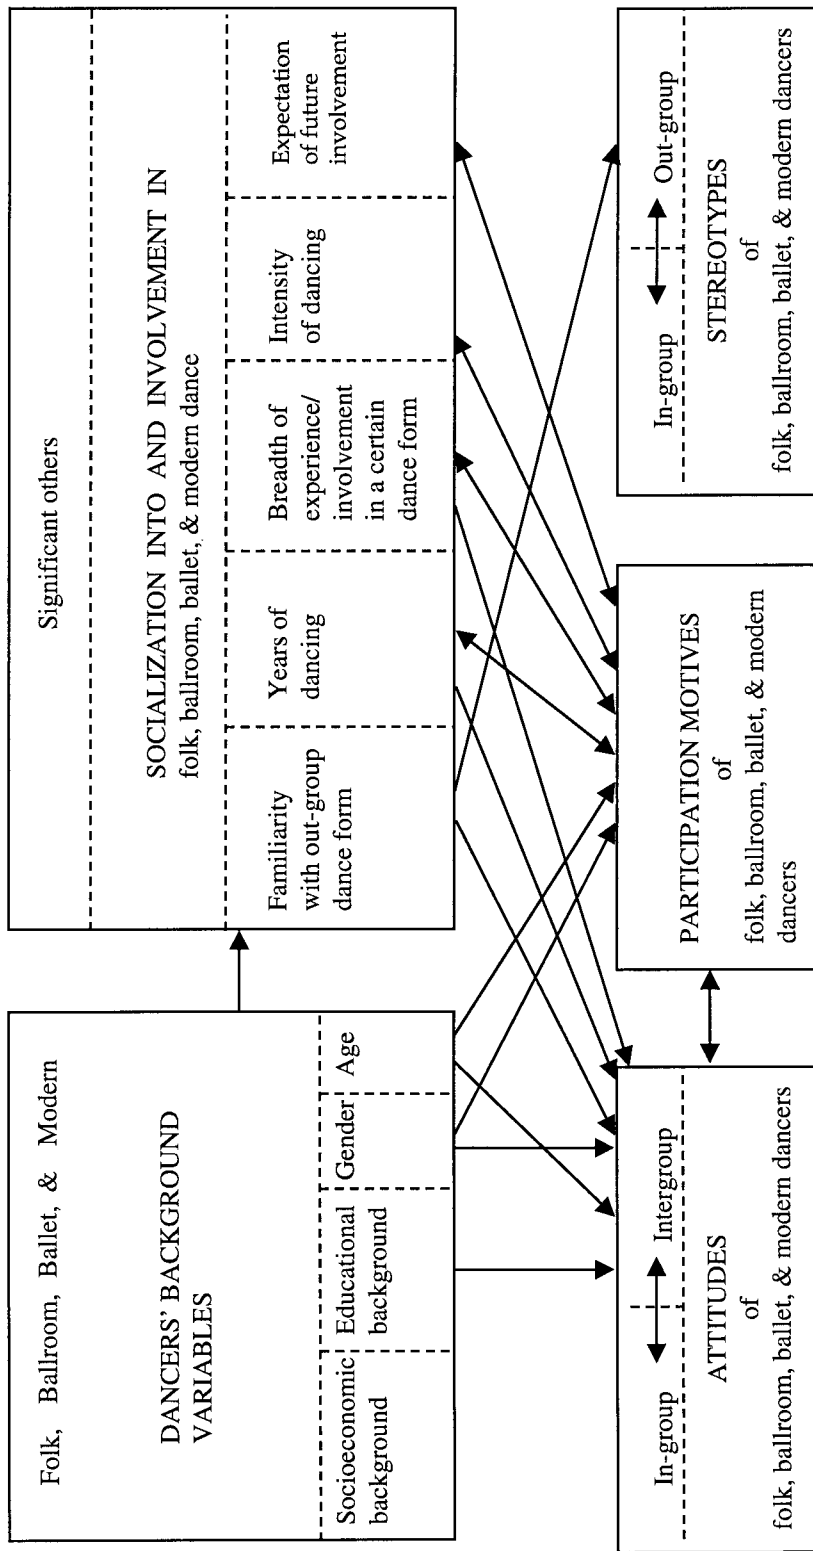 Folk, Ballroom, Ballet, & Modern
DANCERS' BACKGROUND
VARIABLES
Socioeconomic
background
Educational
background
Gender
Age
Significant others
SOCIALIZATION INTO AND INVOLVEMENT IN
folk, ballroom, ballet, & modern dance
Familiarity
with out-group
dance form
Years of
dancing
Breadth of
experience/
involvement
in a certain
dance form
Intensity
of dancing
Expectation
of future
involvement
In-group
Intergroup
ATTITUDES
of
folk, ballroom, ballet, & modern dancers
PARTICIPATION MOTIVES
of
folk, ballroom, ballet, & modern
dancers
In-group
Out-group
STEREOTYPES
of
folk, ballroom, ballet, & modern dancers